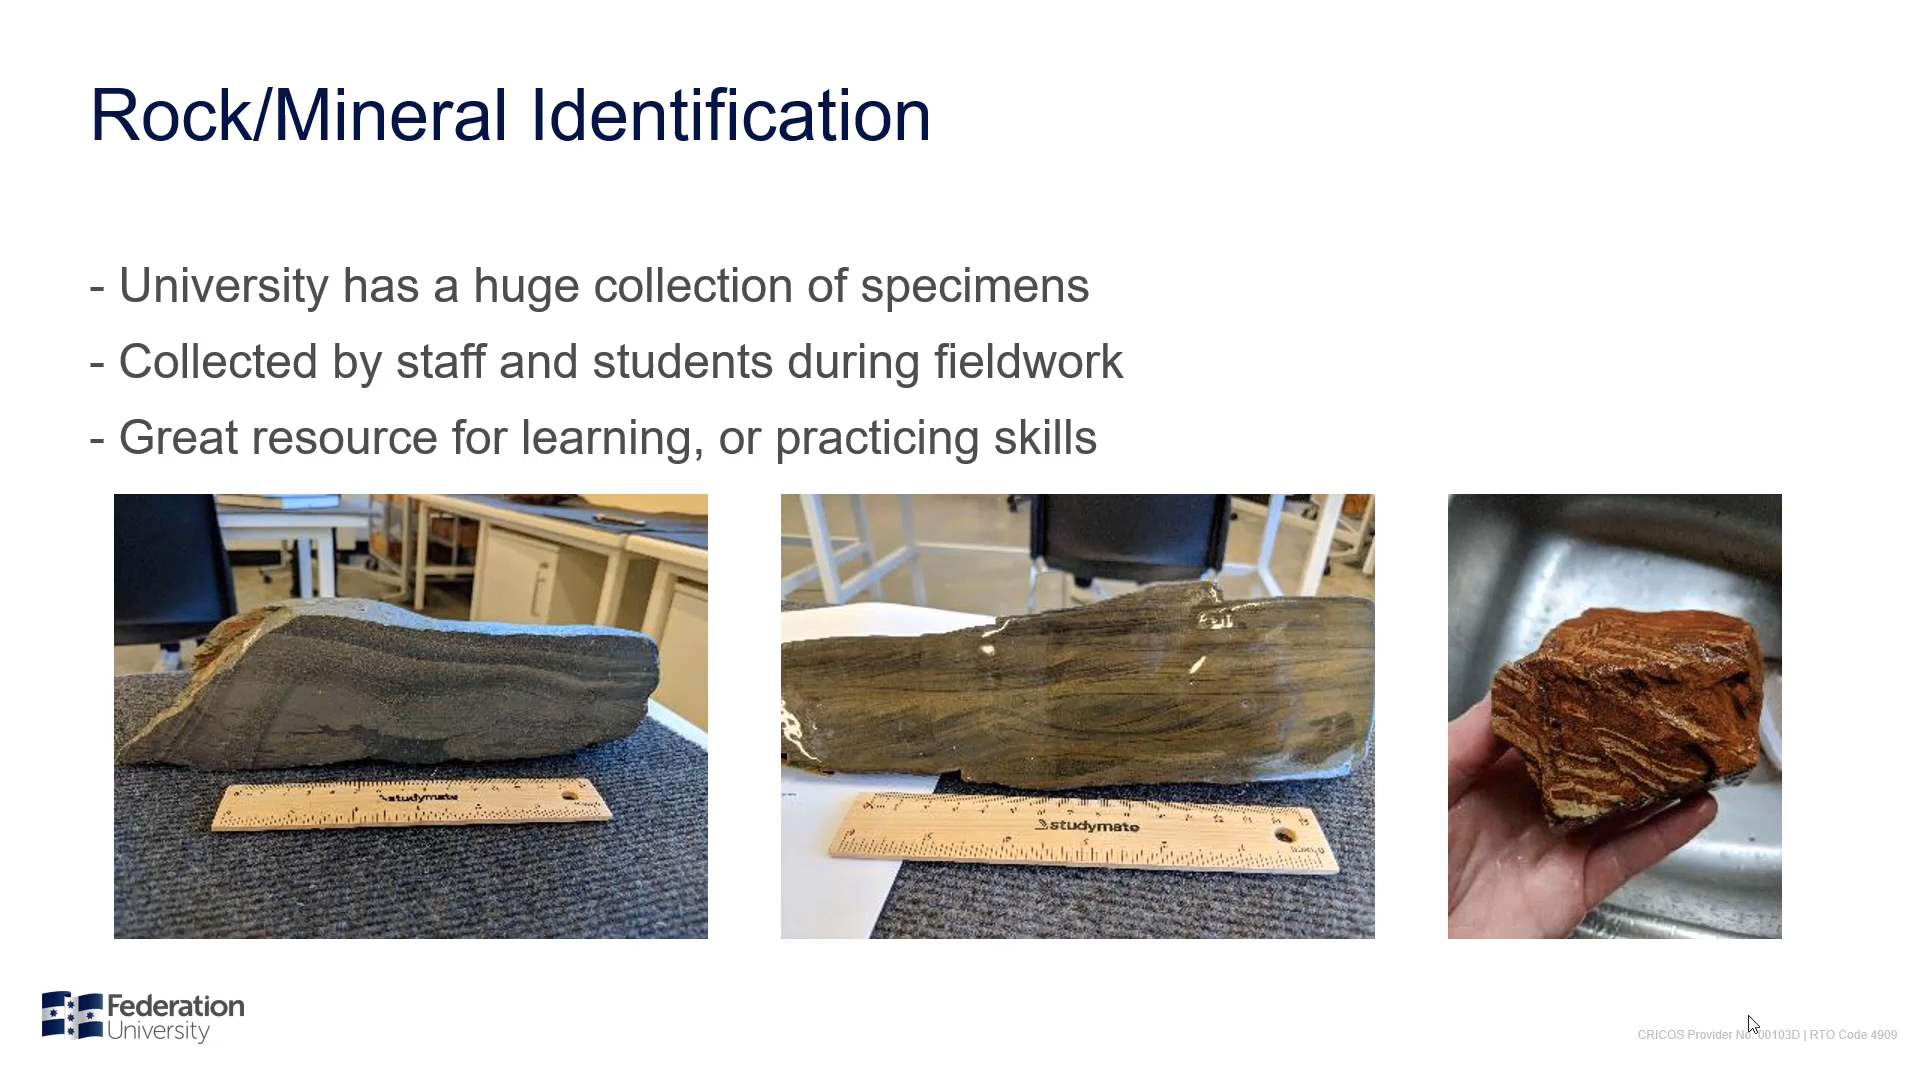 Rock/Mineral Identification
- University has a huge collection of specimens
- Collected by staff and students during fieldwork
- Great resource for learning, or practicing skills
studymate
studymate
Federation
University
CRICOS Provider No. 00103D | RTO Code 4909